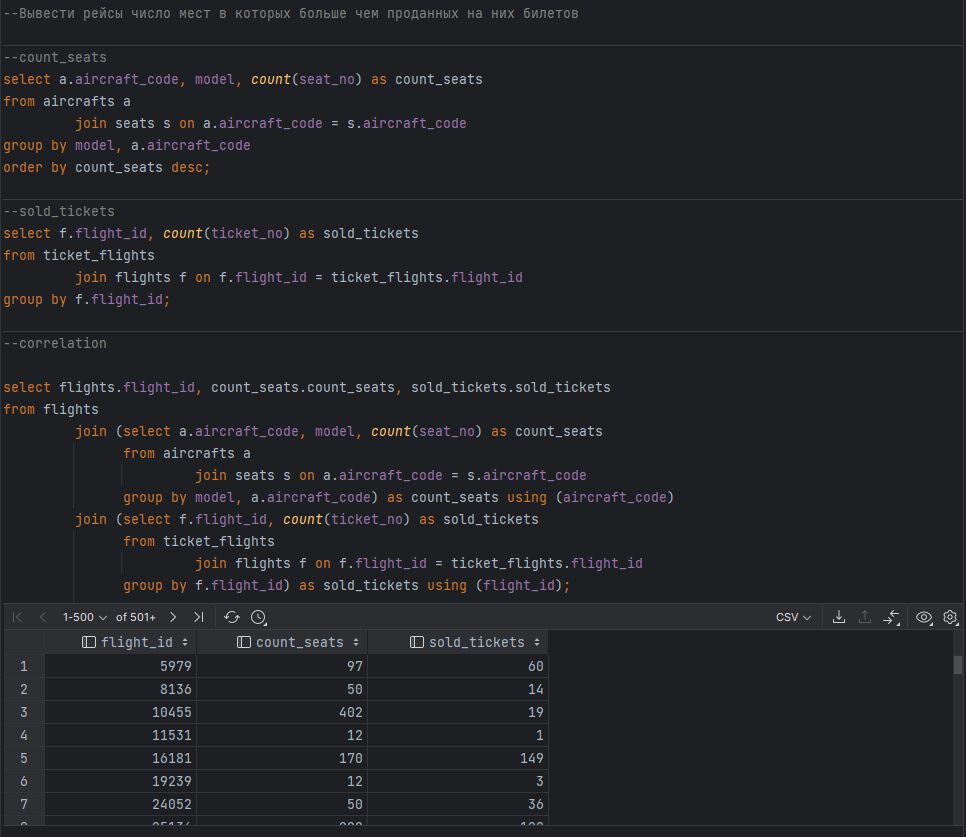 --Вывести рейсы число мест в которых больше чем проданных на них билетов
--count_seats
select a.aircraft_code, model, count(seat_no) as count_seats
from aircrafts a
join seats s on a.aircraft_code = s.aircraft_code
group by model, a.aircraft_code
order by count_seats desc;
--sold_tickets
select f.flight_id, count(ticket_no) as sold_tickets
from ticket_flights
join flights f on f.flight_id = ticket_flights.flight_id
group by f.flight_id;
--correlation
select flights.flight_id, count_seats.count_seats, sold_tickets.sold_tickets
from flights
join (select a.aircraft_code, model, count(seat_no) as count_seats
from aircrafts a
join seats s on a.aircraft_code = s.aircraft_code
group by model, a.aircraft_code) as count_seats using (aircraft_code)
join (select f.flight_id, count(ticket_no) as sold_tickets
from ticket_flights
join flights f on f.flight_id = ticket_flights.flight_id
group by f.flight_id) as sold_tickets using (flight_id);
1-500 of 501+ CSV
flight_id count_seats sold_tickets
1 5979 97 60
2 8136 50 14
3 10455 402 19
4 11531 12 1
5 16181 170 149
6 19239 12 3
7 24052 50 36